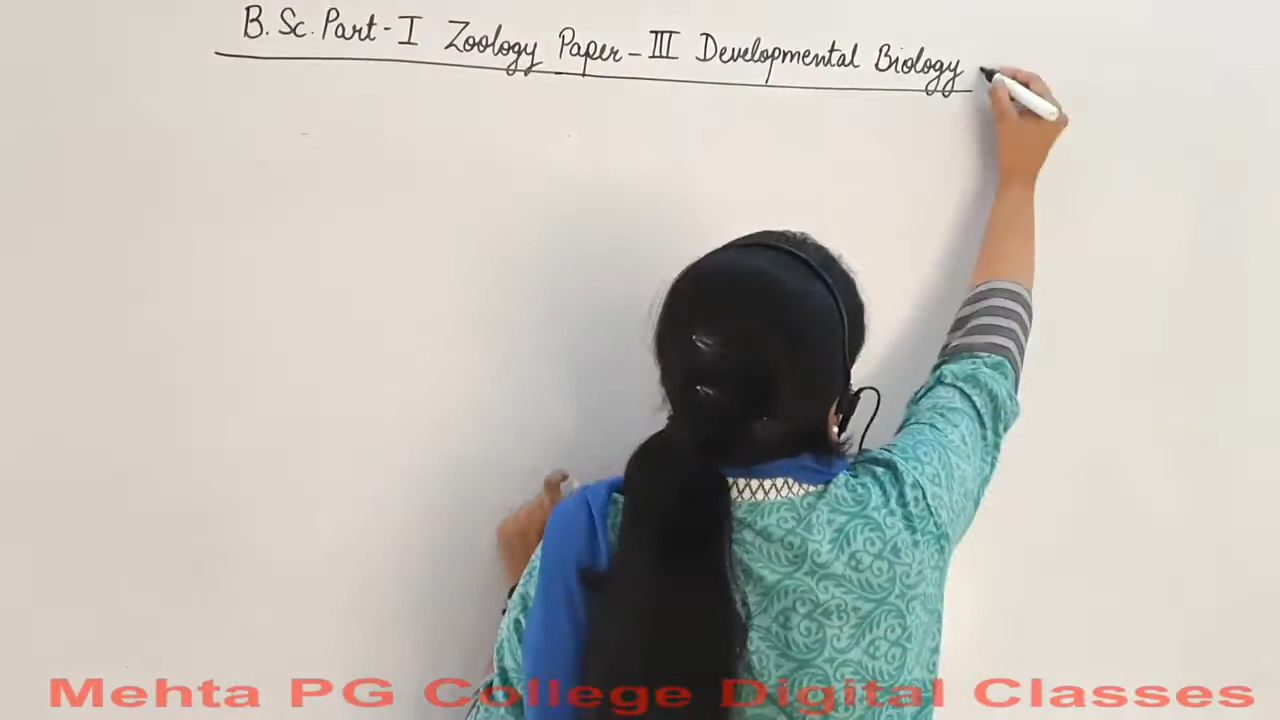 B.Sc. Part - I Zoology Paper - III Developmental Biology
Mehta PG College Digital Classes